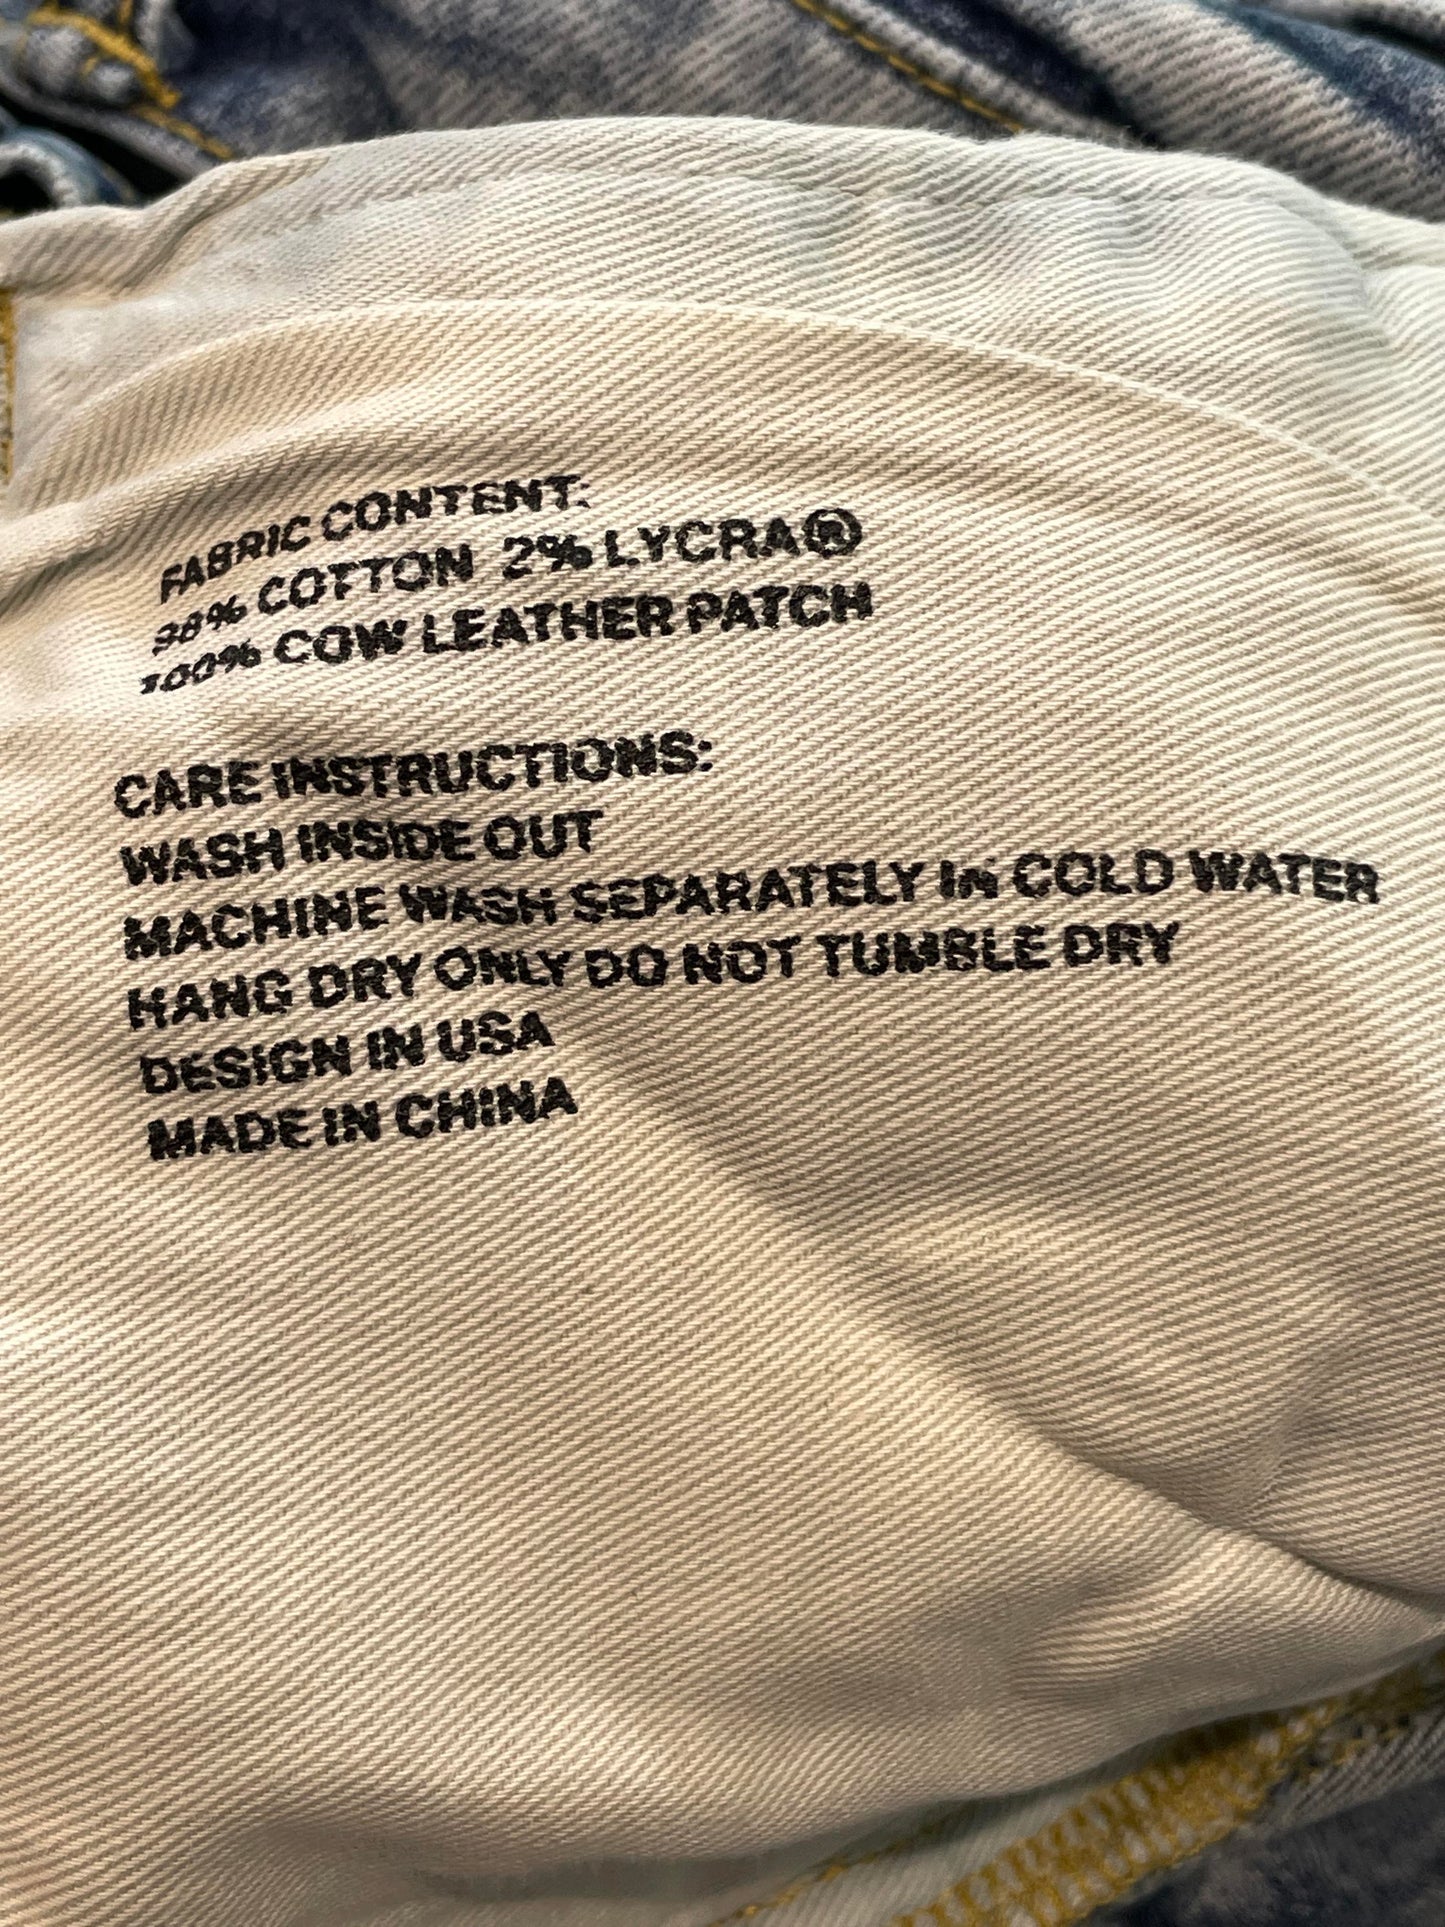 FABRIC CONTENT:
98% COTTON 2% LYCRA®
100% COW LEATHER PATCH
CARE INSTRUCTIONS:
WASH INSIDE OUT
MACHINE WASH SEPARATELY IN COLD WATER
HANG DRY ONLY DO NOT TUMBLE DRY
DESIGN IN USA
MADE IN CHINA